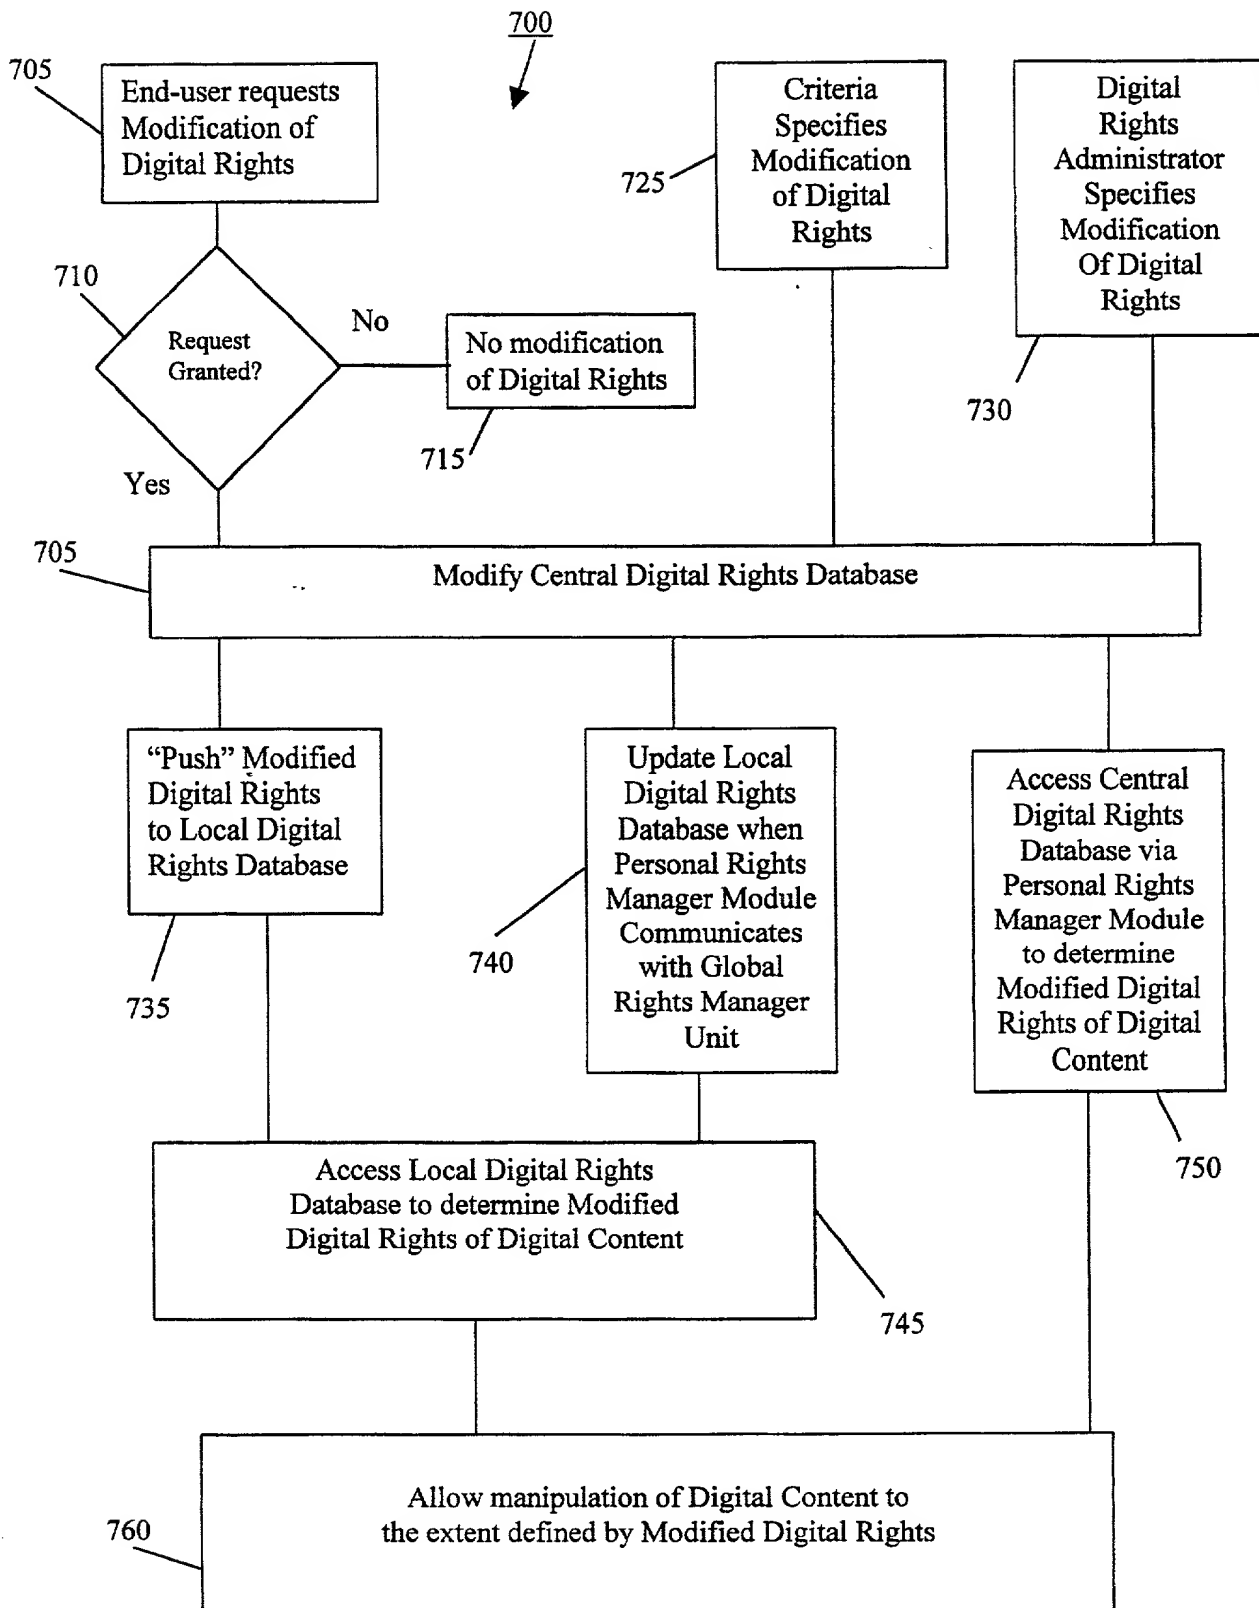 700
705
End-user requests
Modification of
Digital Rights
725
Criteria
Specifies
Modification
of Digital
Rights
Digital
Rights
Administrator
Specifies
Modification
Of Digital
Rights
730
710
Request
Granted?
No
No modification
of Digital Rights
715
Yes
705
Modify Central Digital Rights Database
“Push” Modified
Digital Rights
to Local Digital
Rights Database
735
Update Local
Digital Rights
Database when
Personal Rights
Manager Module
Communicates
with Global
Rights Manager
Unit
740
Access Central
Digital Rights
Database via
Personal Rights
Manager Module
to determine
Modified Digital
Rights of Digital
Content
750
Access Local Digital Rights
Database to determine Modified
Digital Rights of Digital Content
745
Allow manipulation of Digital Content to
the extent defined by Modified Digital Rights
760